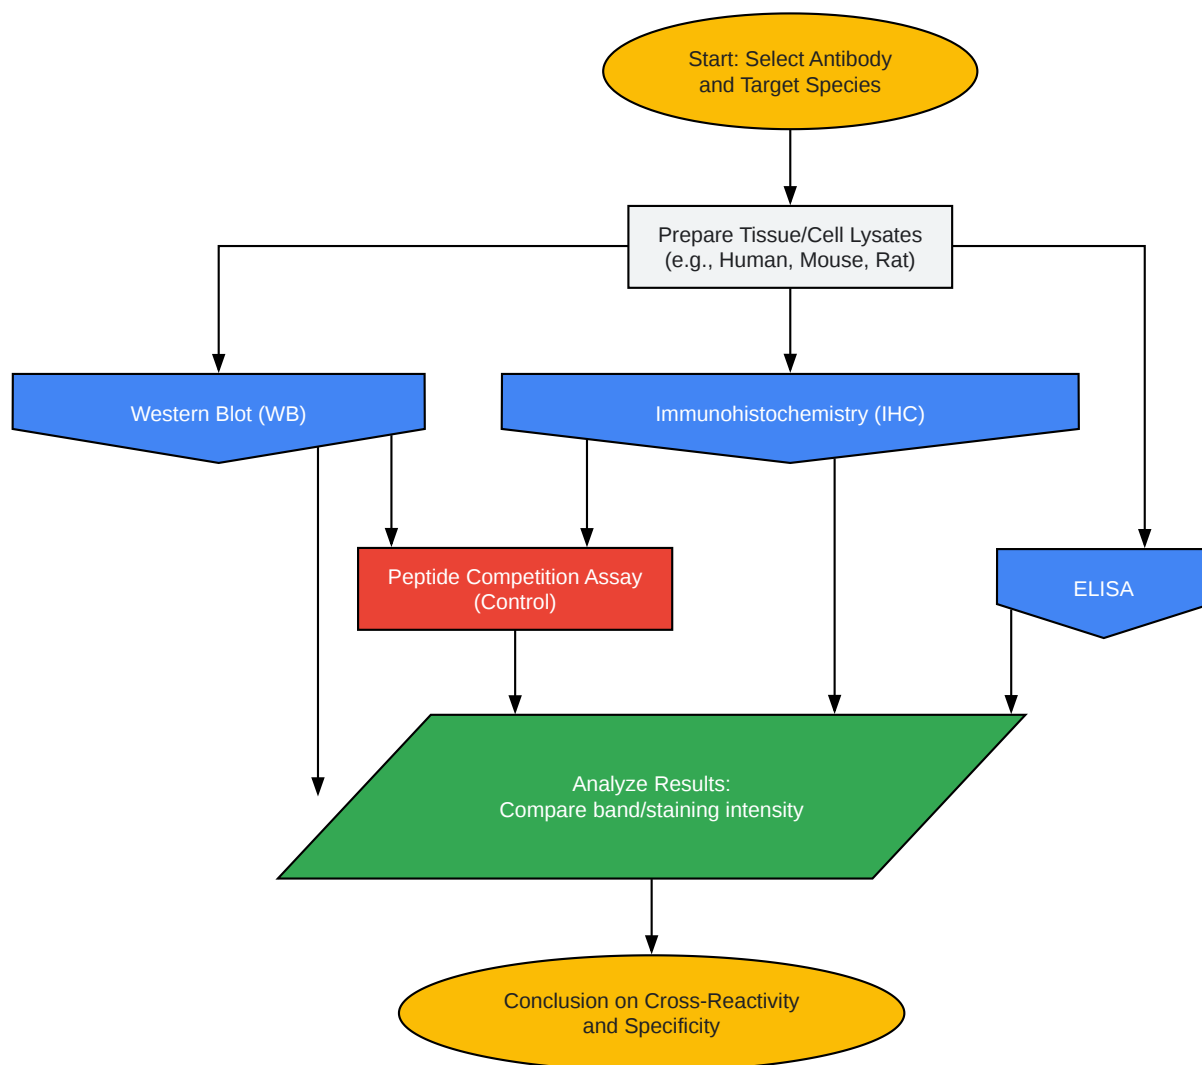 Start: Select Antibody
and Target Species
Prepare Tissue/Cell Lysates
(e.g., Human, Mouse, Rat)
Western Blot (WB)
Immunohistochemistry (IHC)
Peptide Competition Assay
(Control)
ELISA
Analyze Results:
Compare band/staining intensity
Conclusion on Cross-Reactivity
and Specificity